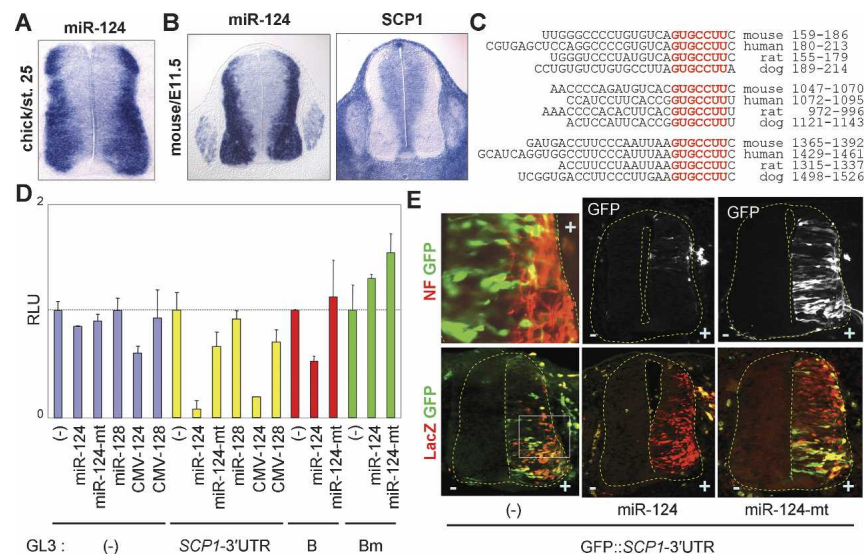 A
miR-124
chick/st. 25
B
miR-124
SCP1
mouse/E11.5
C
UUGGGCCCCUGUGUCAGUGCCUUC mouse 159-186
CGUGAGCUCCAGGCCCCGUGUCAGUGCCUUC human 180-213
UGGGUCCCUAUGUCAGUGCCUUC rat 155-179
CCUGUGUCUGUGCCUUAGUGCCUUA dog 189-214
AACCCCAGAUGUCACGUGCCUUC mouse 1047-1070
CCAUCCUUCACCGGUGCCUUU human 1072-1095
AAACCCCACACUUCACGUGCCUUU rat 972-996
ACUCCAUUCACCGGUGCCUUU dog 1121-1143
GAUGACCUUCCCAAUUAAGUGCCUUC mouse 1365-1392
GCAUCAGGUGGCCUUCCCAUUAAGUGCCUUC human 1429-1461
ACCUUCCUAAUUAAGUGCCUUC rat 1315-1337
UCGGUGACCUUCCCUUGAAGUGCCUUC dog 1498-1526
D
2
RLU
0
(-)
miR-124
miR-124-mt
miR-128
CMV-124
CMV-128
(-)
miR-124
miR-124-mt
miR-128
CMV-124
CMV-128
(-)
miR-124
miR-124-mt
(-)
miR-124
miR-124-mt
GL3 : (-) SCP1-3'UTR B Bm
E
NF GFP
+
GFP
- +
GFP
- +
LacZ GFP
- +
- +
- +
(-) miR-124 miR-124-mt
GFP::SCP1-3'UTR